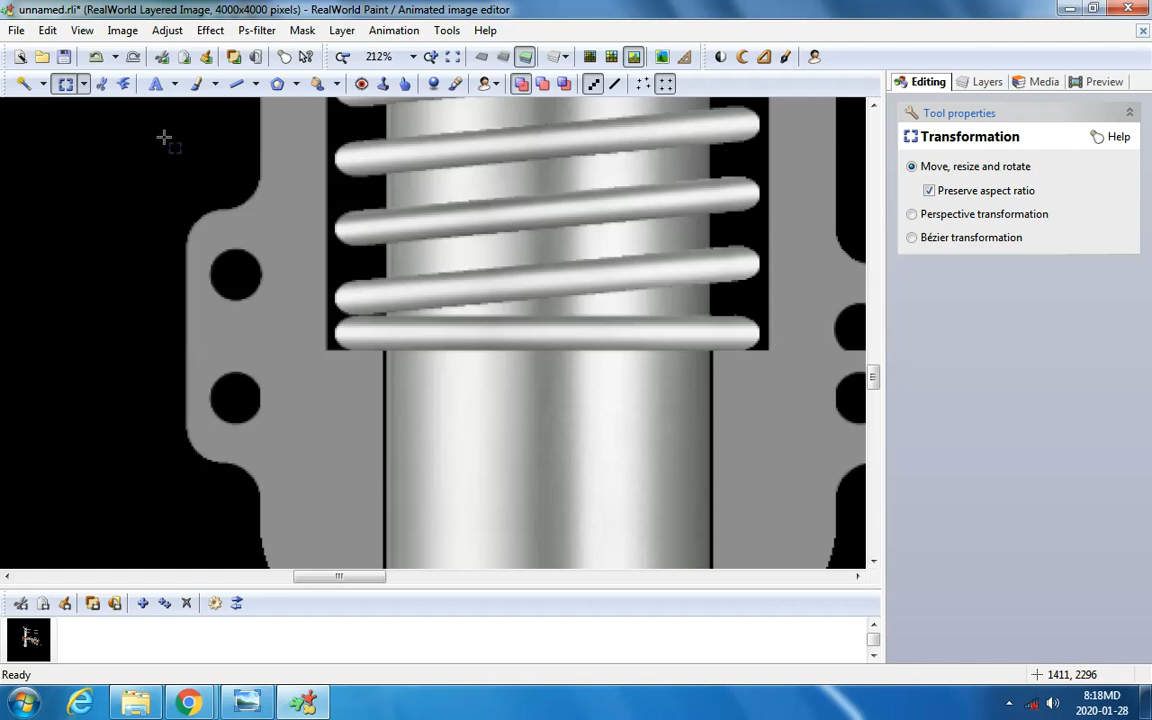 unnamed.rli* (RealWorld Layered Image, 4000x4000 pixels) - RealWorld Paint / Animated image editor
File Edit View Image Adjust Effect Ps-filter Mask Layer Animation Tools Help
212%
Editing Layers Media Preview
Tool properties
Transformation Help
Move, resize and rotate
Preserve aspect ratio
Perspective transformation
Bézier transformation
Ready
1411, 2296
8:18MD
2020-01-28